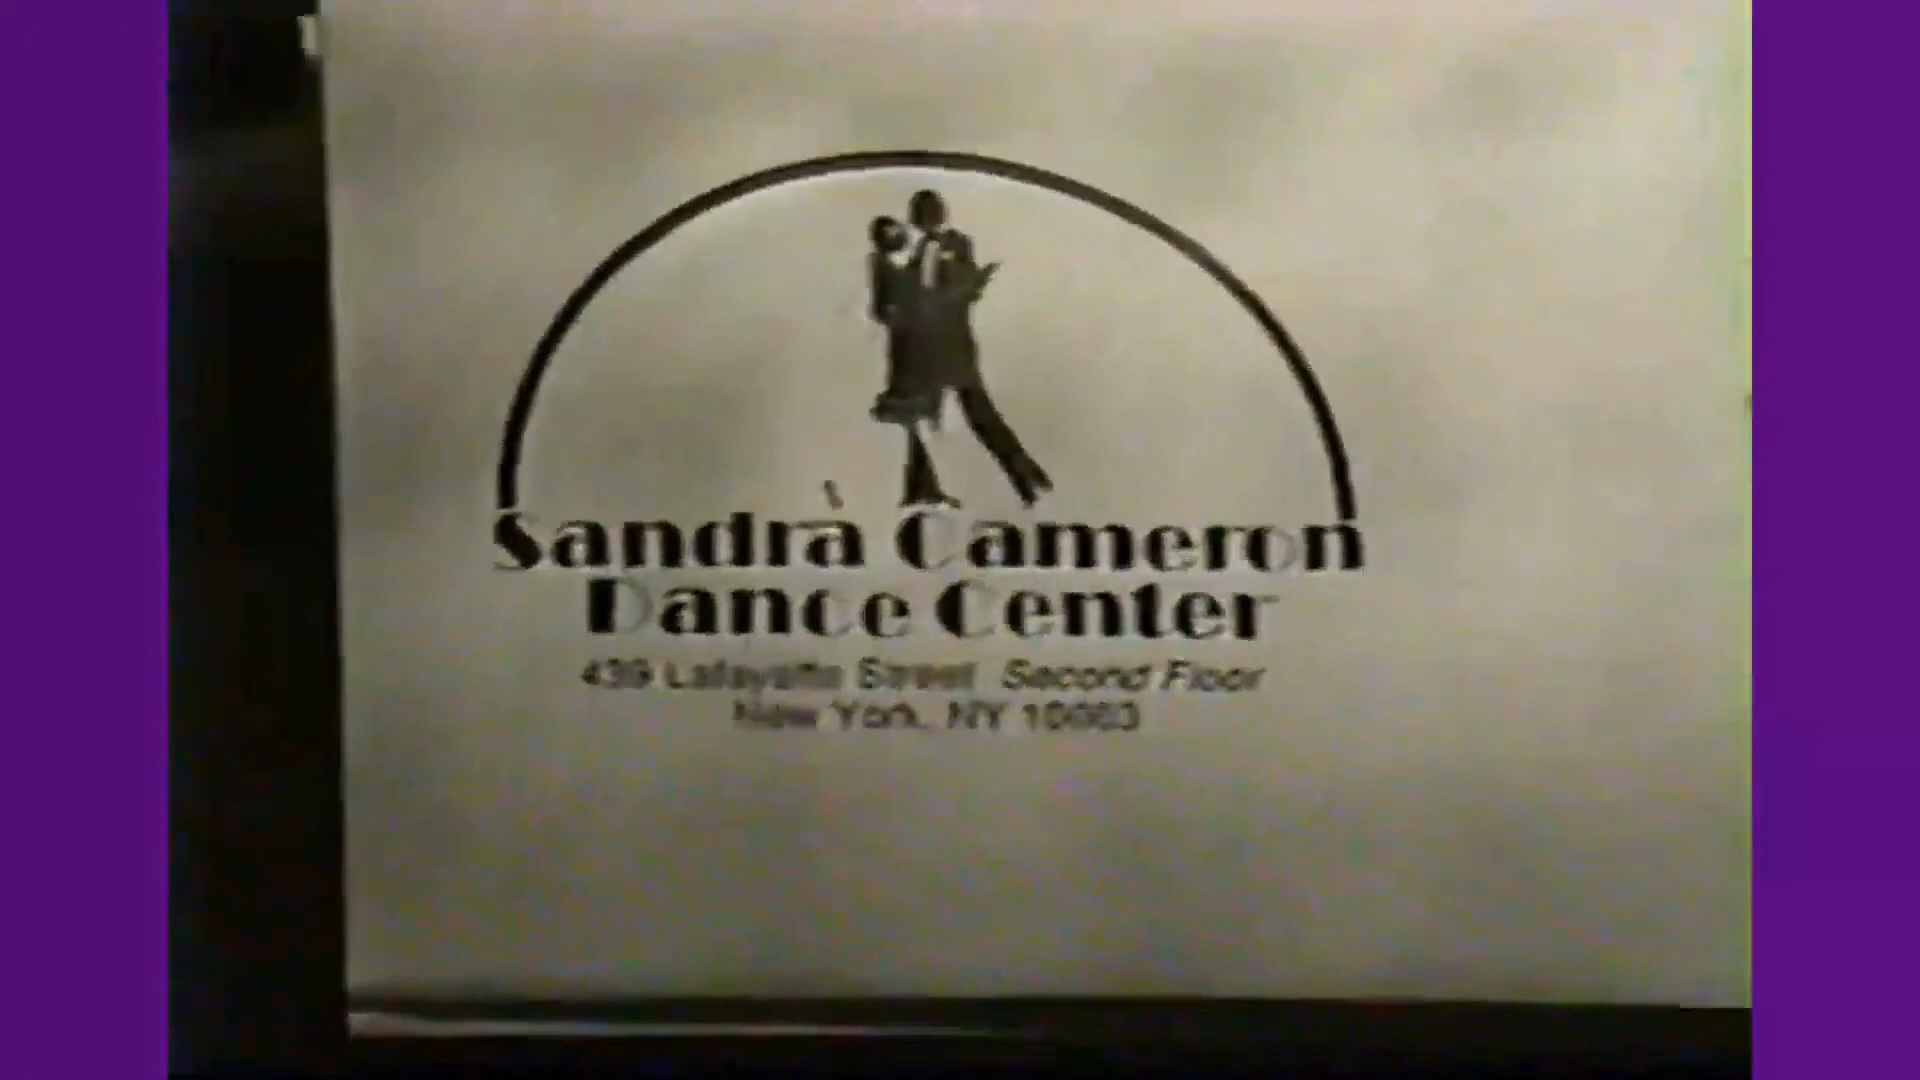 Sandra Cameron
Dance Center
439 Lafayette Street Second Floor
New York, NY 10003